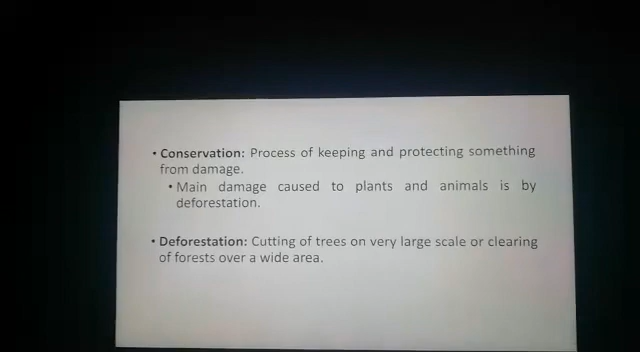 • Conservation: Process of keeping and protecting something
from damage.
• Main damage caused to plants and animals is by
deforestation.
• Deforestation: Cutting of trees on very large scale or clearing
of forests over a wide area.